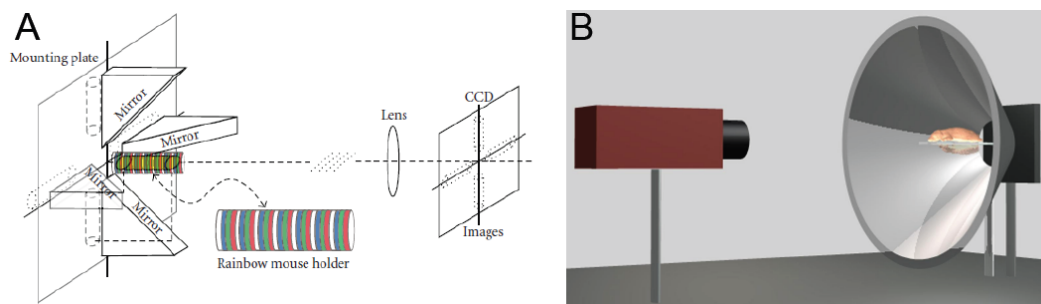 A
B
Mounting plate
Mirror
Mirror
Mirror
Mirror
Lens
CCD
Images
Rainbow mouse holder